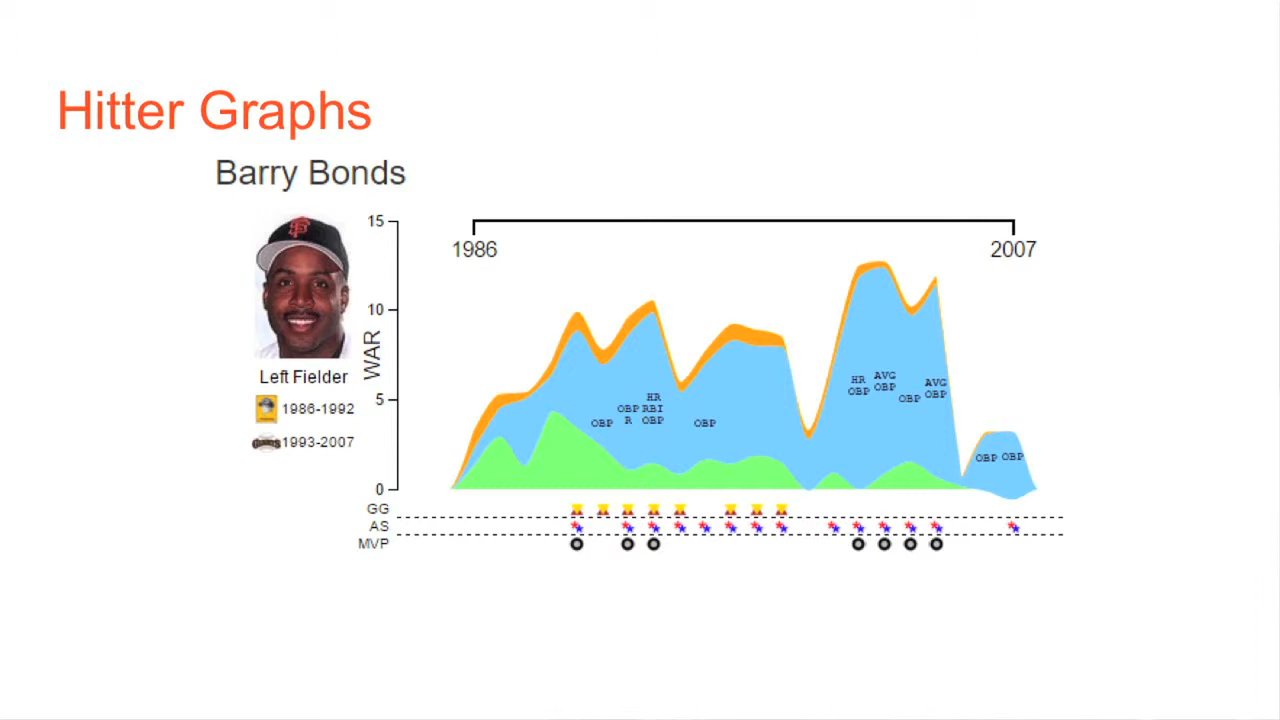 Hitter Graphs
Barry Bonds
15
1986
2007
10
WAR
5
0
Left Fielder
1986-1992
1993-2007
OBP
OBP
R
HR
RBI
OBP
OBP
HR
OBP
AVG
OBP
OBP
AVG
OBP
OBP OBP
GG
AS
MVP